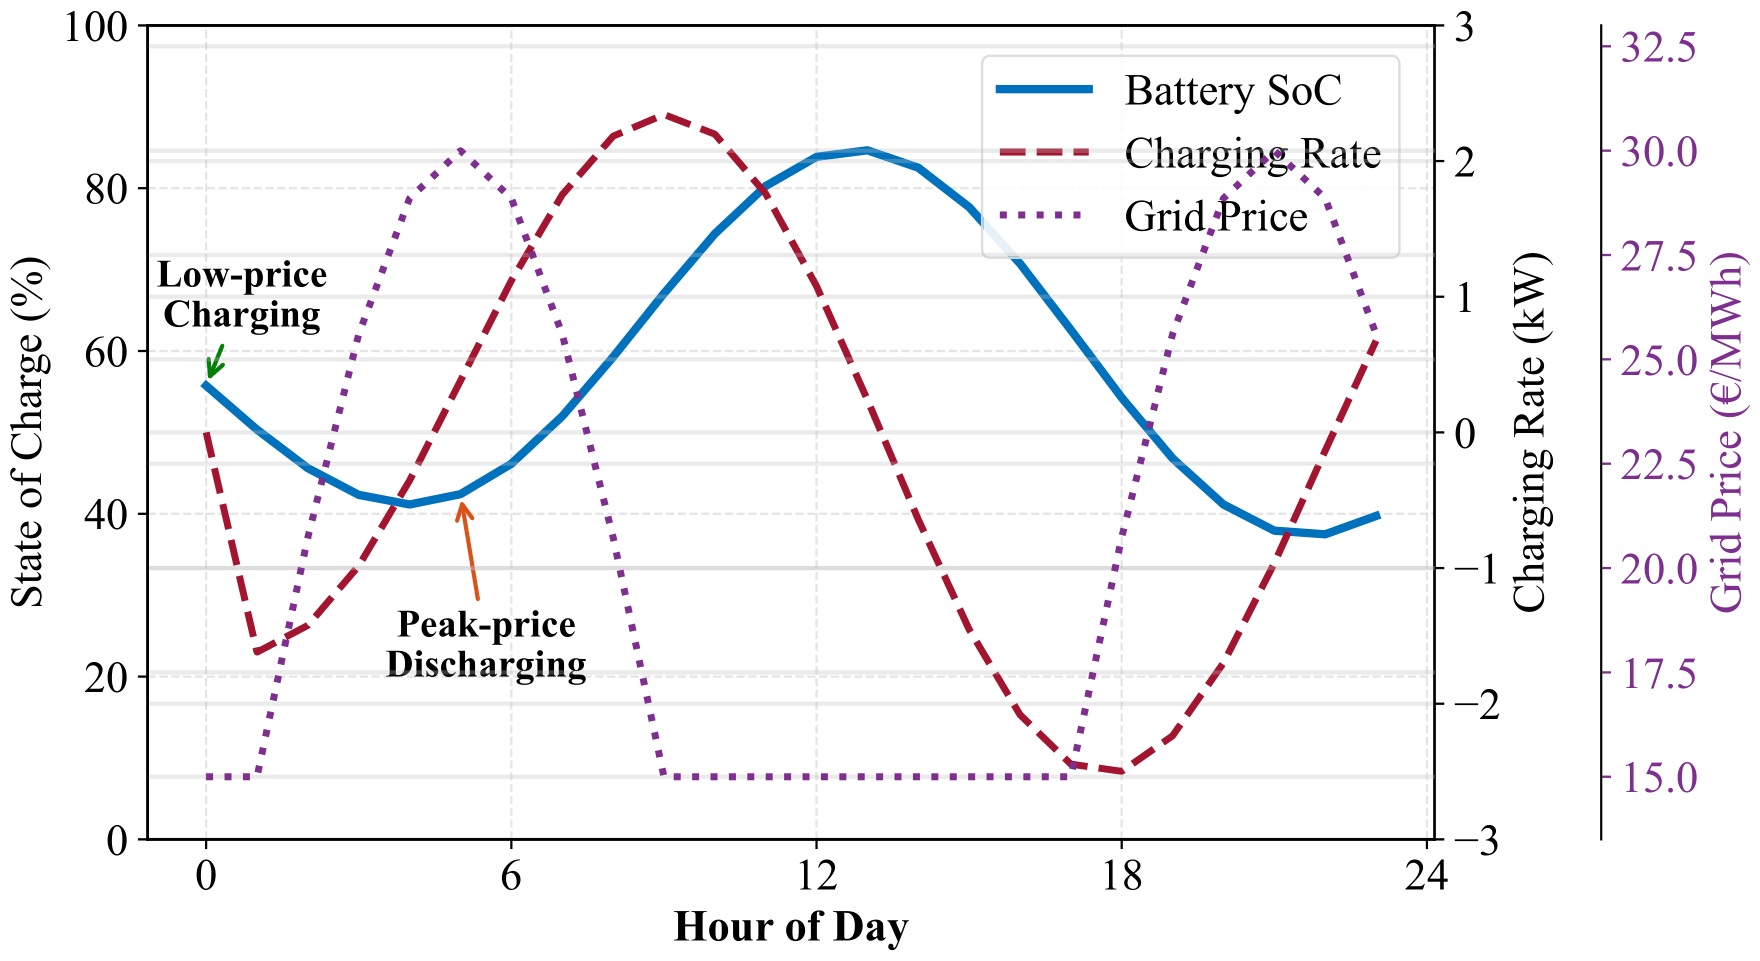 100
80
60
40
20
0
State of Charge (%)
Low-price
Charging
Peak-price
Discharging
Battery SoC
Charging Rate
Grid Price
3
2
1
0
−1
−2
−3
Charging Rate (kW)
32.5
30.0
27.5
25.0
22.5
20.0
17.5
15.0
Grid Price (€/MWh)
0 6 12 18 24
Hour of Day